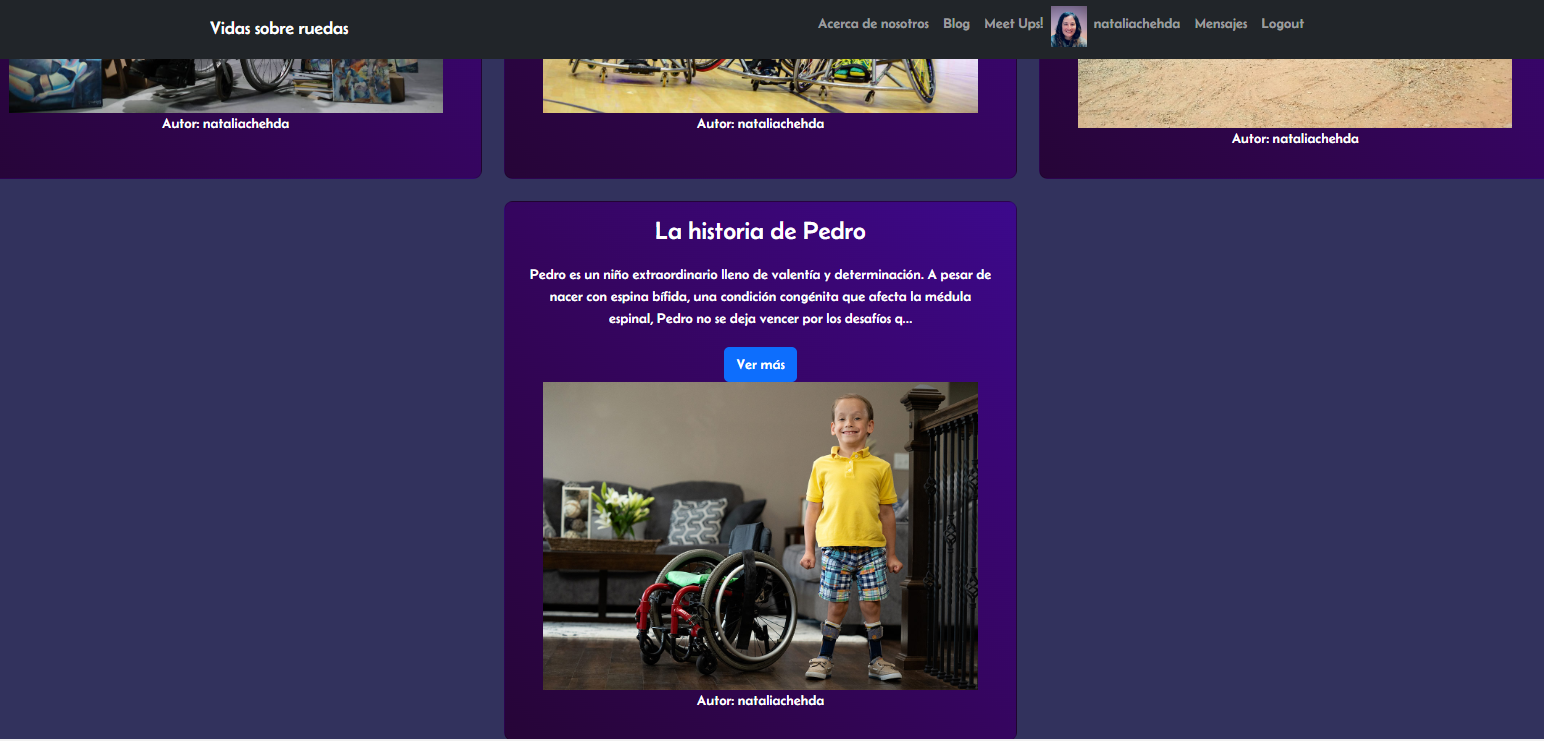 Vidas sobre ruedas
Acerca de nosotros Blog Meet Ups! nataliachehda Mensajes Logout
Autor: nataliachehda
Autor: nataliachehda
Autor: nataliachehda
La historia de Pedro
Pedro es un niño extraordinario lleno de valentía y determinación. A pesar de
nacer con espina bífida, una condición congénita que afecta la médula
espinal, Pedro no se deja vencer por los desafíos q...
Ver más
Autor: nataliachehda